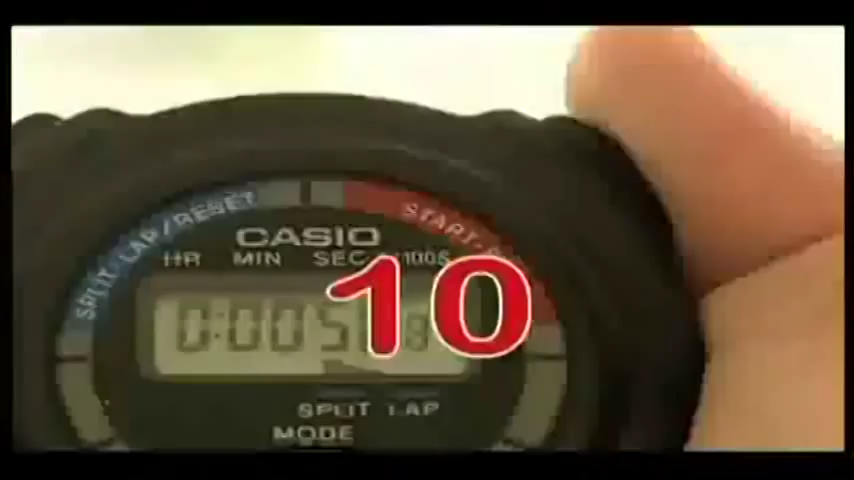 SPLIT LAP/RESET
START-
CASIO
HR MIN SEC 1/100S
10
SPLIT LAP
MODE